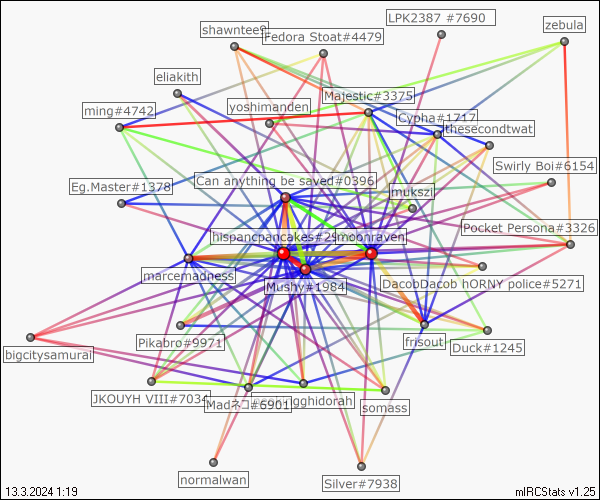 LPK2387 #7690
zebula
shawntee9
Fedora Stoat#4479
eliakith
Majestic#3375
yoshimanden
ming#4742
Cypha#1717
thesecondtwat
Swirly Boi#6154
Can anything be saved#0396
Eg.Master#1378
mukszi
Pocket Persona#3326
moonraven
marcemadness
DacobDacob hORNY police#5271
Mushy#1984
Pikabro#9971
frisout
Duck#1245
bigcitysamurai
JKOUYH VIII#7034
Madネコ#6901
somass
normalwan
Silver#7938
13.3.2024 1:19
mIRCStats v1.25